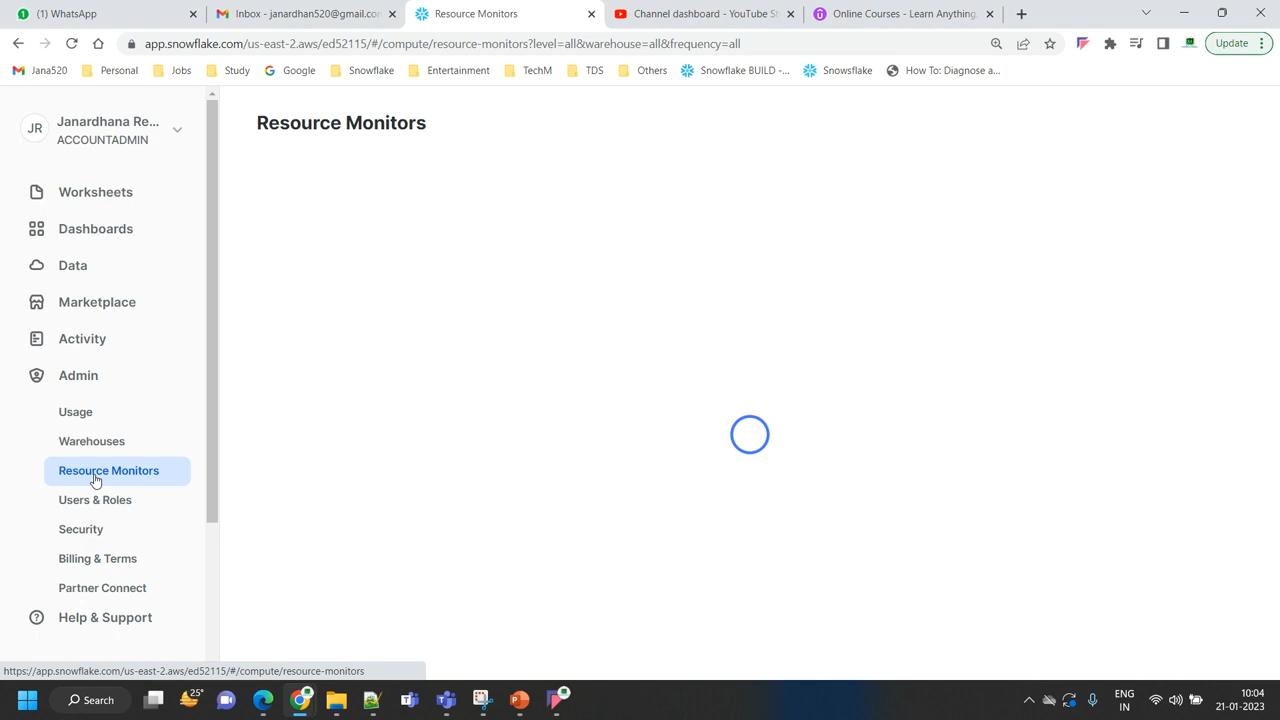 (1) WhatsApp
Inbox - janardhan520@gmail.con
Resource Monitors
Channel dashboard - YouTube St
Online Courses - Learn Anything,
app.snowflake.com/us-east-2.aws/ed52115/#/compute/resource-monitors?level=all&warehouse=all&frequency=all
Update
Jana520
Personal
Jobs
Study
Google
Snowflake
Entertainment
TechM
TDS
Others
Snowflake BUILD -...
Snowsflake
How To: Diagnose a...
JR
Janardhana Re...
ACCOUNTADMIN
Resource Monitors
Worksheets
Dashboards
Data
Marketplace
Activity
Admin
Usage
Warehouses
Resource Monitors
Users & Roles
Security
Billing & Terms
Partner Connect
Help & Support
https://app.snowflake.com/us-east-2.aws/ed52115/#/compute/resource-monitors
25°
Search
ENG
IN
10:04
21-01-2023